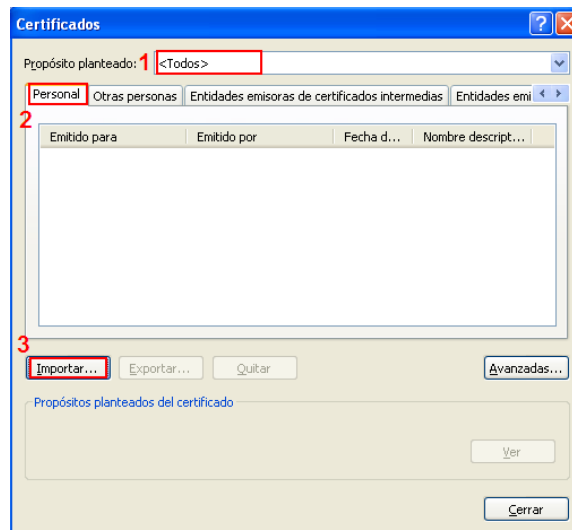 Certificados
Propósito planteado: 1 <Todos>
Personal Otras personas Entidades emisoras de certificados intermedias Entidades emi
2
Emitido para Emitido por Fecha d... Nombre descript...
3
Importar... Exportar... Quitar Avanzadas...
Propósitos planteados del certificado
Ver
Cerrar